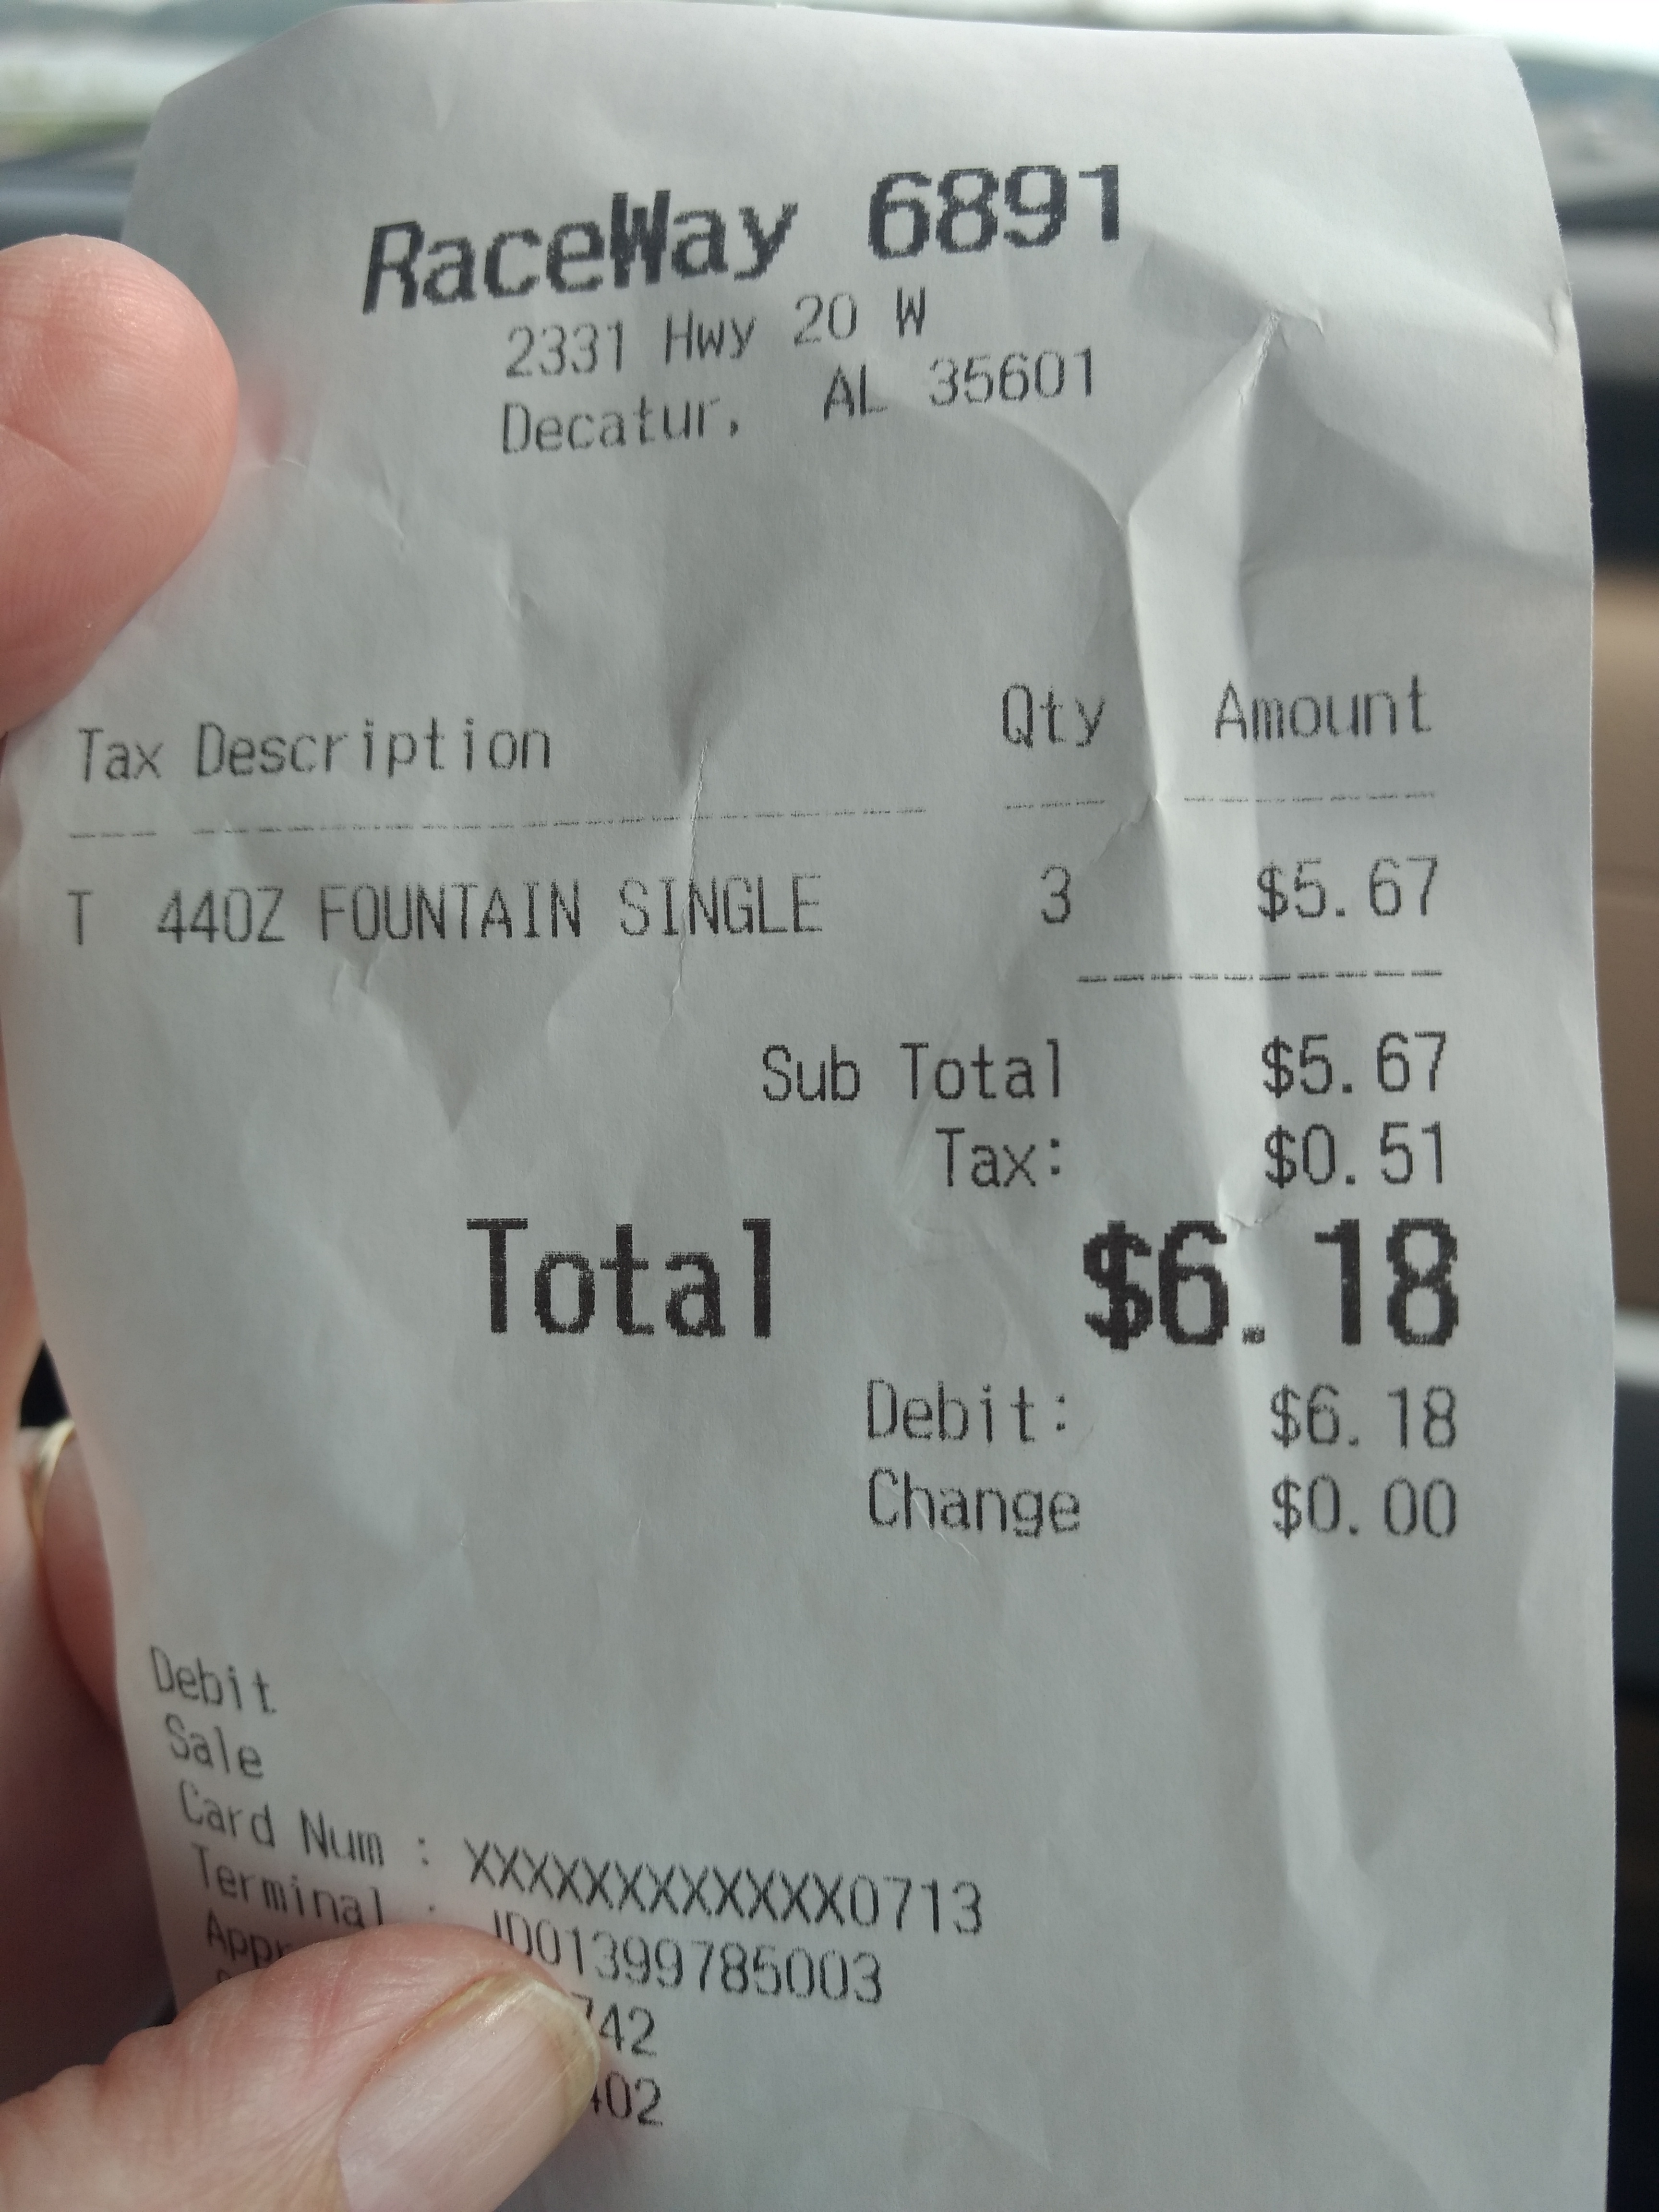 RaceWay 6891
2331 Hwy 20 W
Decatur, AL 35601
Tax Description Qty Amount
T 44OZ FOUNTAIN SINGLE 3 $5.67
Sub Total $5.67
Tax: $0.51
Total $6.18
Debit: $6.18
Change $0.00
Debit
Sale
Card Num : XXXXXXXXXXXX0713
Terminal : JD01399785003